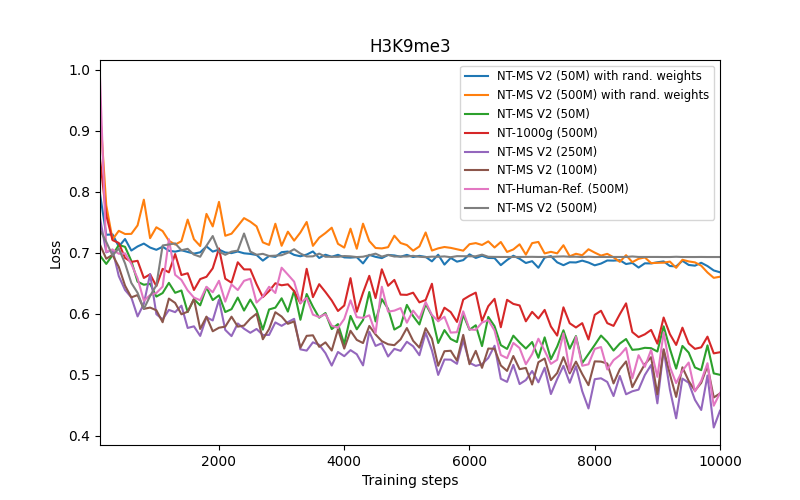 H3K9me3
NT-MS V2 (50M) with rand. weights
NT-MS V2 (500M) with rand. weights
NT-MS V2 (50M)
NT-1000g (500M)
NT-MS V2 (250M)
NT-MS V2 (100M)
NT-Human-Ref. (500M)
NT-MS V2 (500M)
Loss
1.0
0.9
0.8
0.7
0.6
0.5
0.4
2000 4000 6000 8000 10000
Training steps